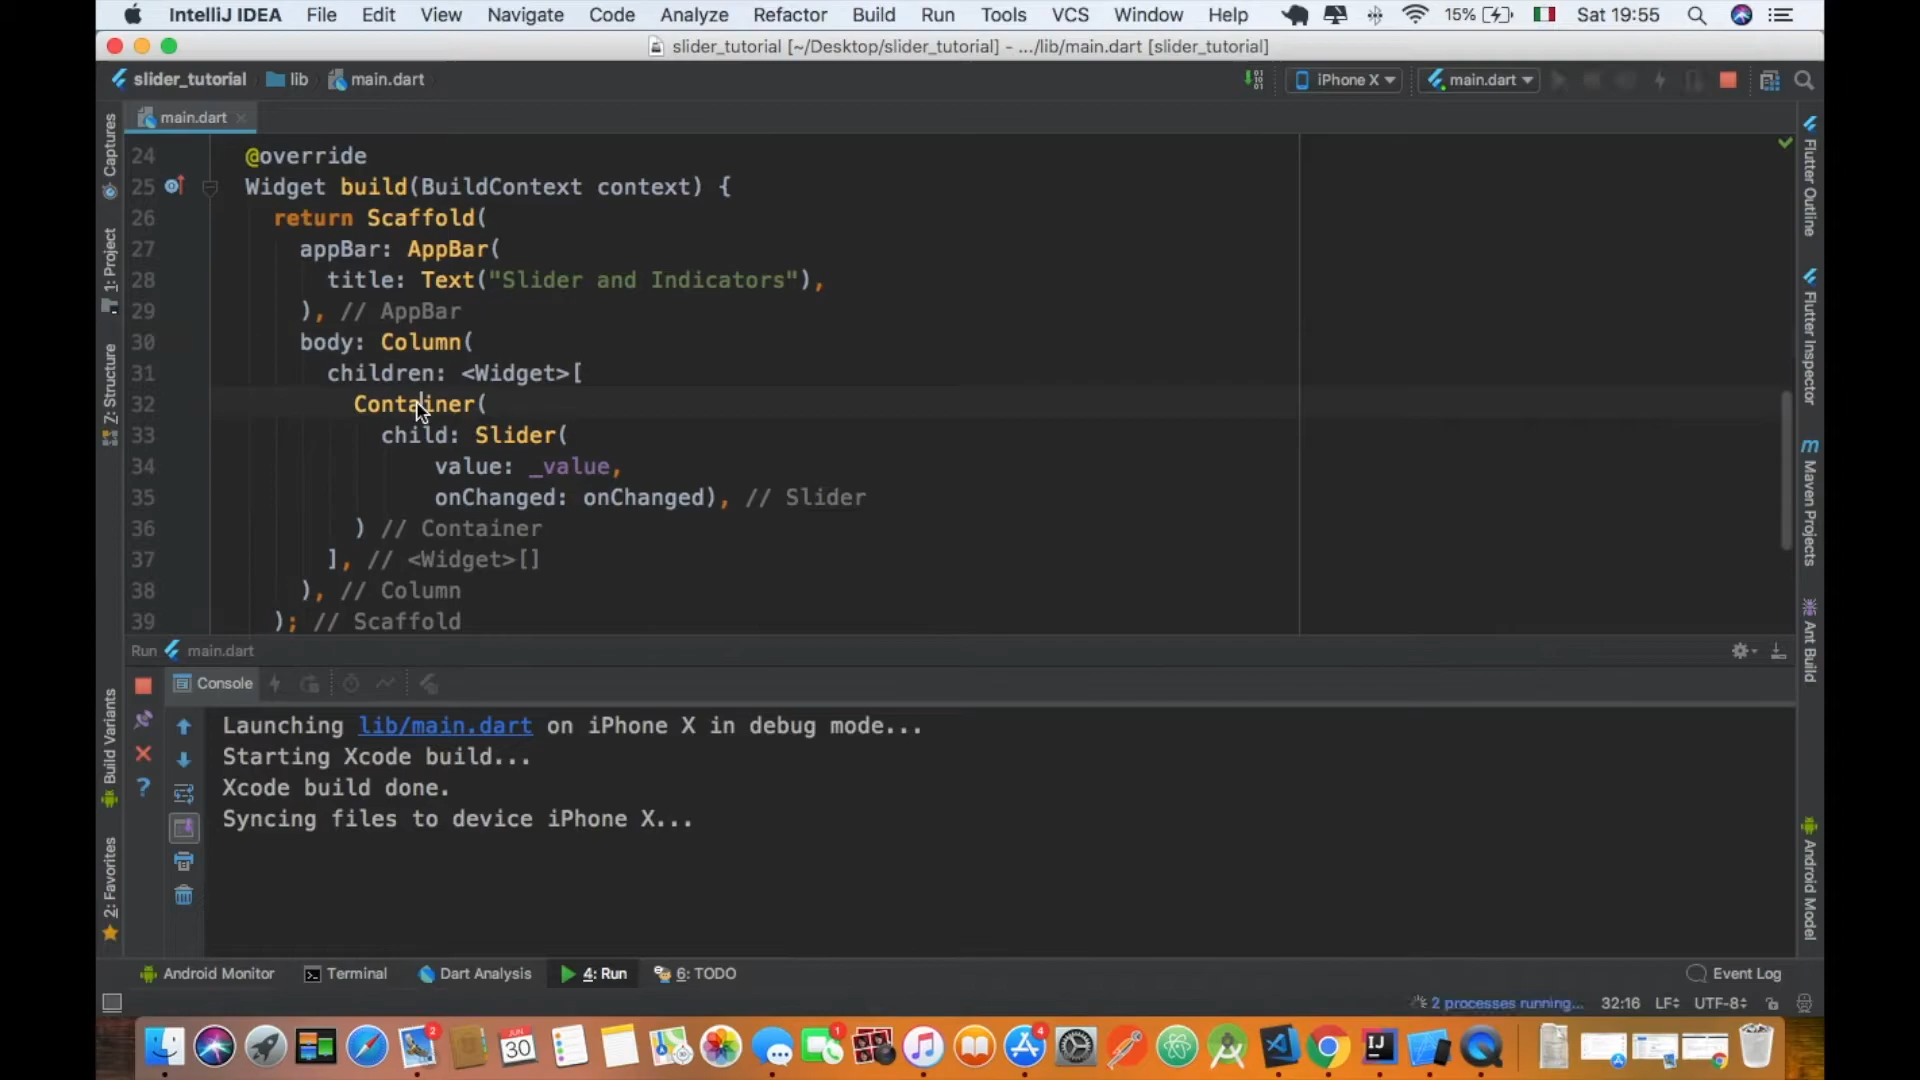 IntelliJ IDEA File Edit View Navigate Code Analyze Refactor Build Run Tools VCS Window Help 15% Sat 19:55
slider_tutorial [~/Desktop/slider_tutorial] - .../lib/main.dart [slider_tutorial]
slider_tutorial lib main.dart iPhone X main.dart
main.dart
24 @override
25 Widget build(BuildContext context) {
26 return Scaffold(
27 appBar: AppBar(
28 title: Text("Slider and Indicators"),
29 ), // AppBar
30 body: Column(
31 children: <Widget>[
32 Container(
33 child: Slider(
34 value: _value,
35 onChanged: onChanged), // Slider
36 ) // Container
37 ], // <Widget>[]
38 ), // Column
39 ); // Scaffold
Captures
1: Project
Z: Structure
Build Variants
2: Favorites
Flutter Outline
Flutter Inspector
m
Maven Projects
Ant Build
Android Model
Run main.dart
Console
Launching lib/main.dart on iPhone X in debug mode...
Starting Xcode build...
Xcode build done.
Syncing files to device iPhone X...
?
Android Monitor Terminal Dart Analysis 4: Run 6: TODO Event Log
2 processes running... 32:16 LF UTF-8
2 JUN 30 1 4 IJ